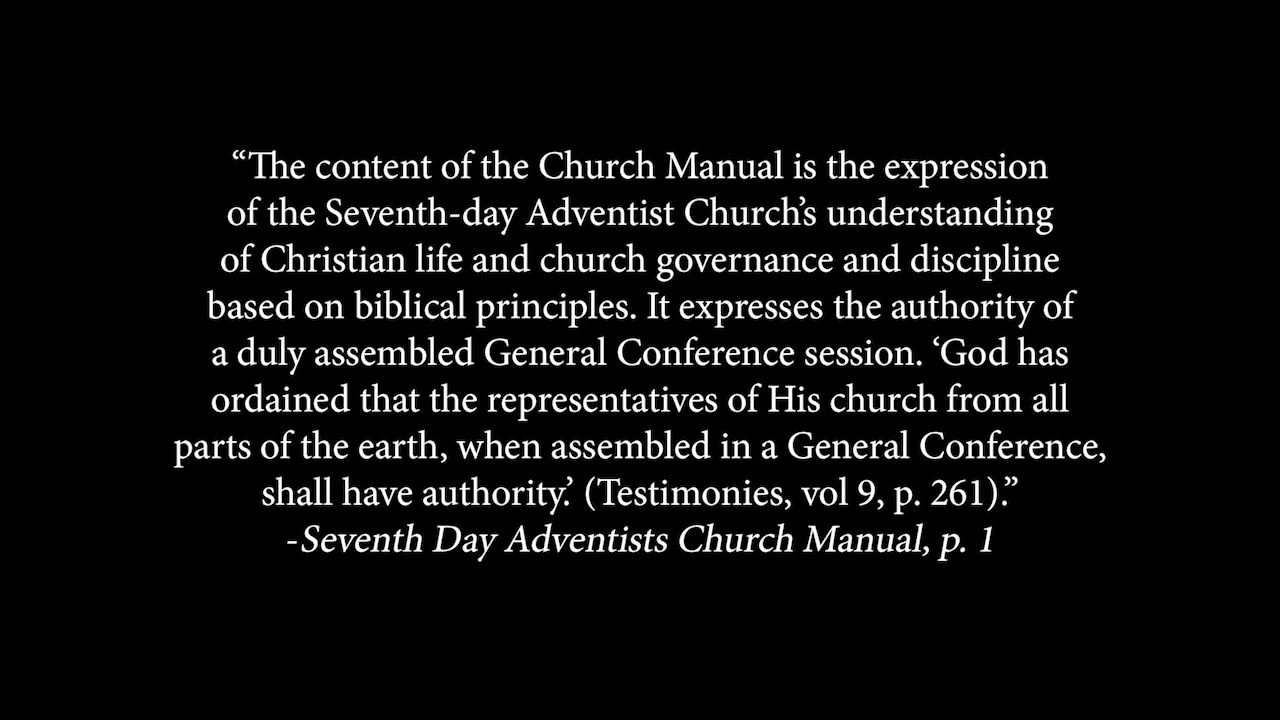 “The content of the Church Manual is the expression
of the Seventh-day Adventist Church’s understanding
of Christian life and church governance and discipline
based on biblical principles. It expresses the authority of
a duly assembled General Conference session. ‘God has
ordained that the representatives of His church from all
parts of the earth, when assembled in a General Conference,
shall have authority.’ (Testimonies, vol 9, p. 261).”
-Seventh Day Adventists Church Manual, p. 1